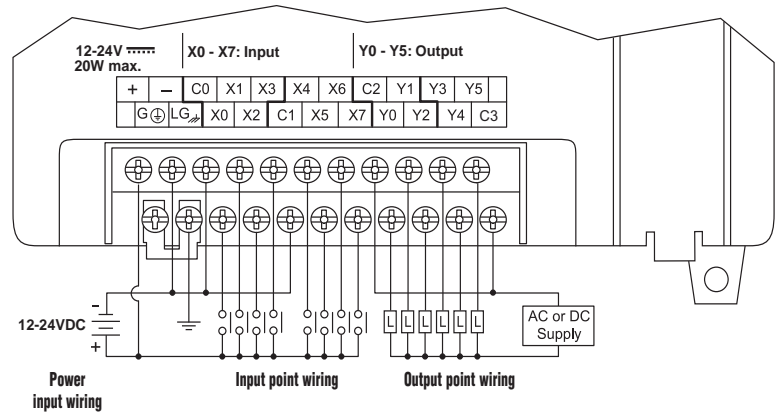 12-24V
20W max.
X0 - X7: Input
Y0 - Y5: Output
+ − C0 X1 X3 X4 X6 C2 Y1 Y3 Y5
G LG X0 X2 C1 X5 X7 Y0 Y2 Y4 C3
-
12-24VDC
+
L L L L L L
AC or DC
Supply
Power
input wiring
Input point wiring
Output point wiring